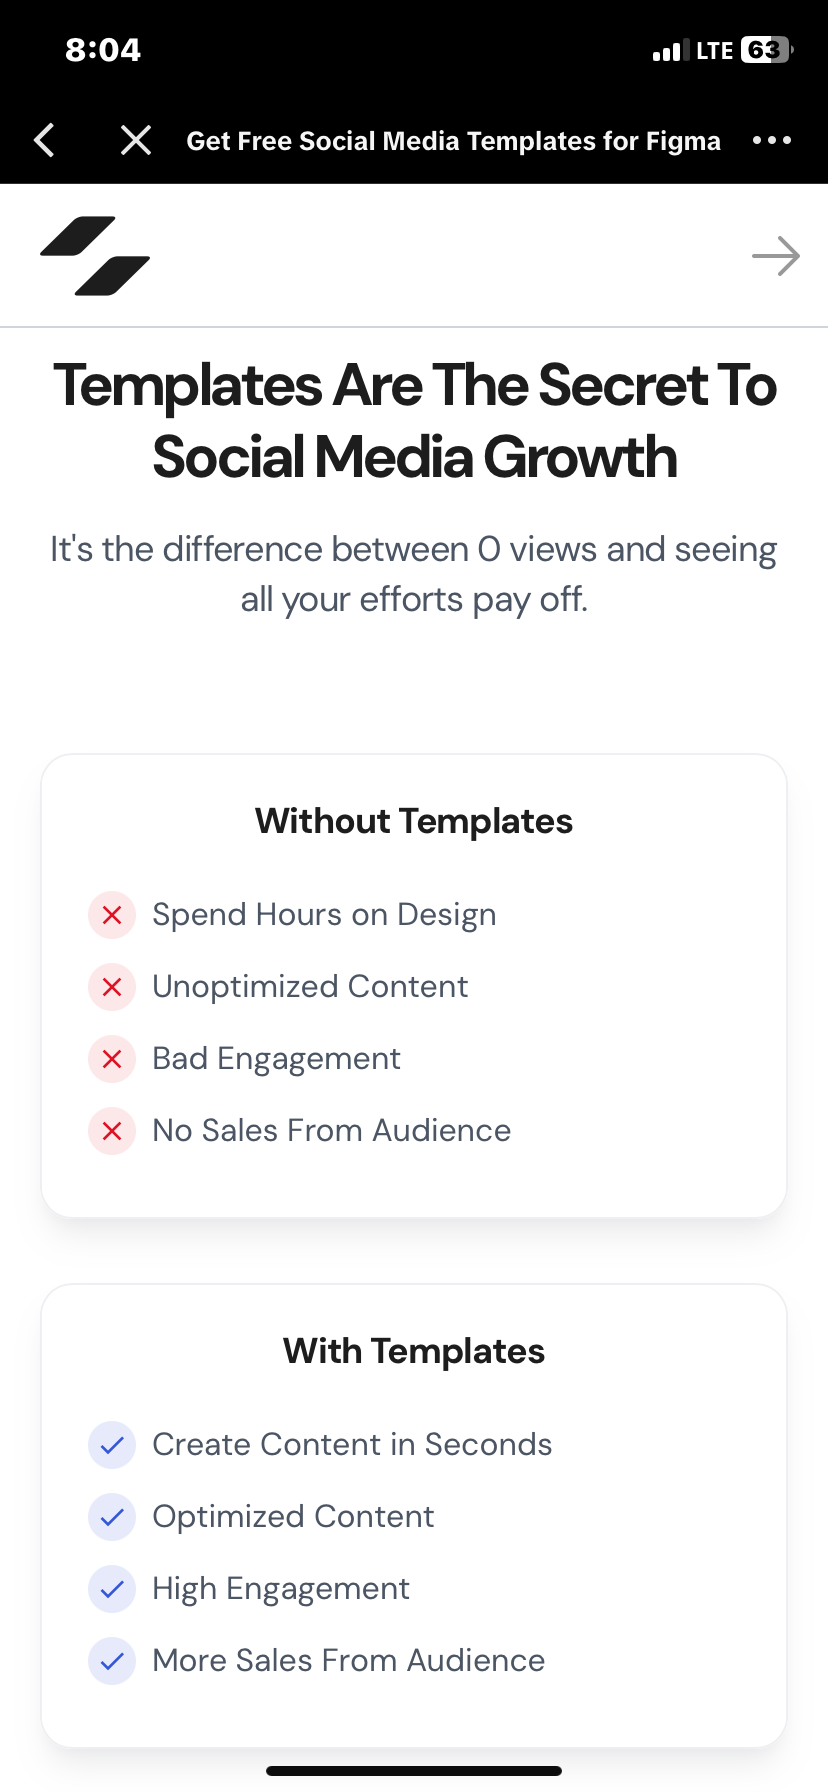 8:04
LTE 63
Get Free Social Media Templates for Figma
Templates Are The Secret To
Social Media Growth
It's the difference between 0 views and seeing
all your efforts pay off.
Without Templates
Spend Hours on Design
Unoptimized Content
Bad Engagement
No Sales From Audience
With Templates
Create Content in Seconds
Optimized Content
High Engagement
More Sales From Audience